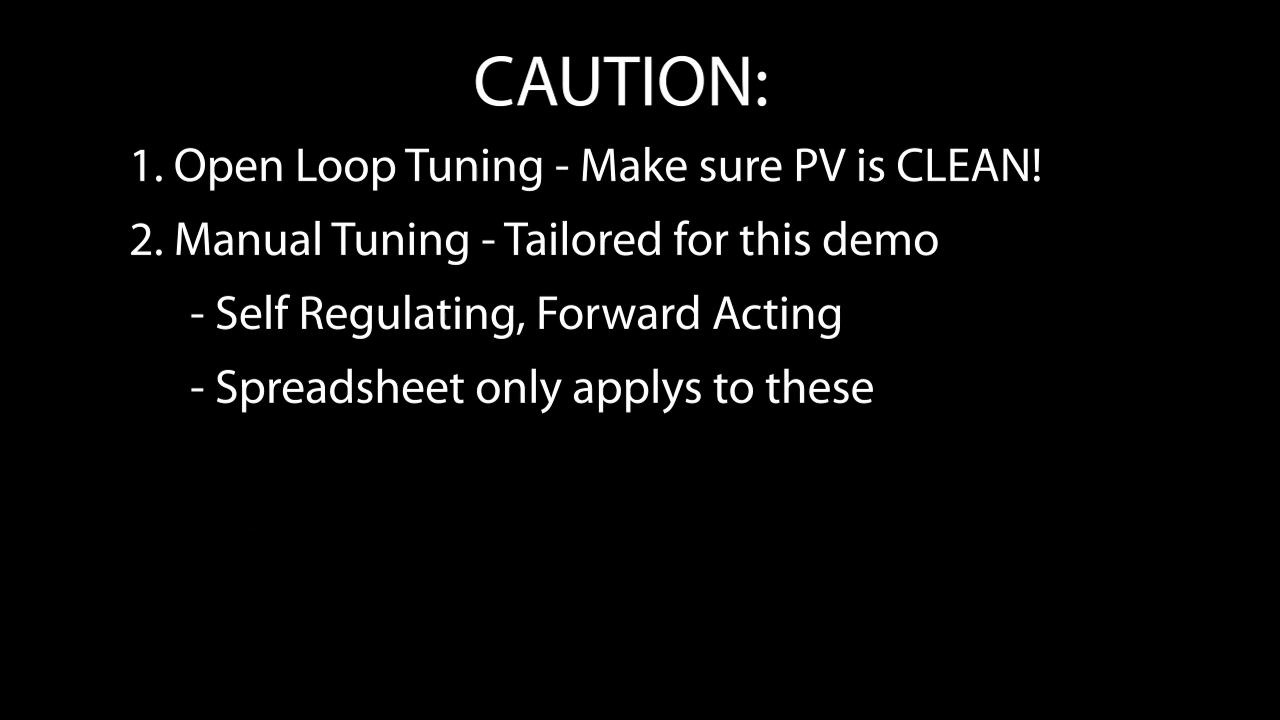 CAUTION:
1. Open Loop Tuning - Make sure PV is CLEAN!
2. Manual Tuning - Tailored for this demo
- Self Regulating, Forward Acting
- Spreadsheet only applys to these